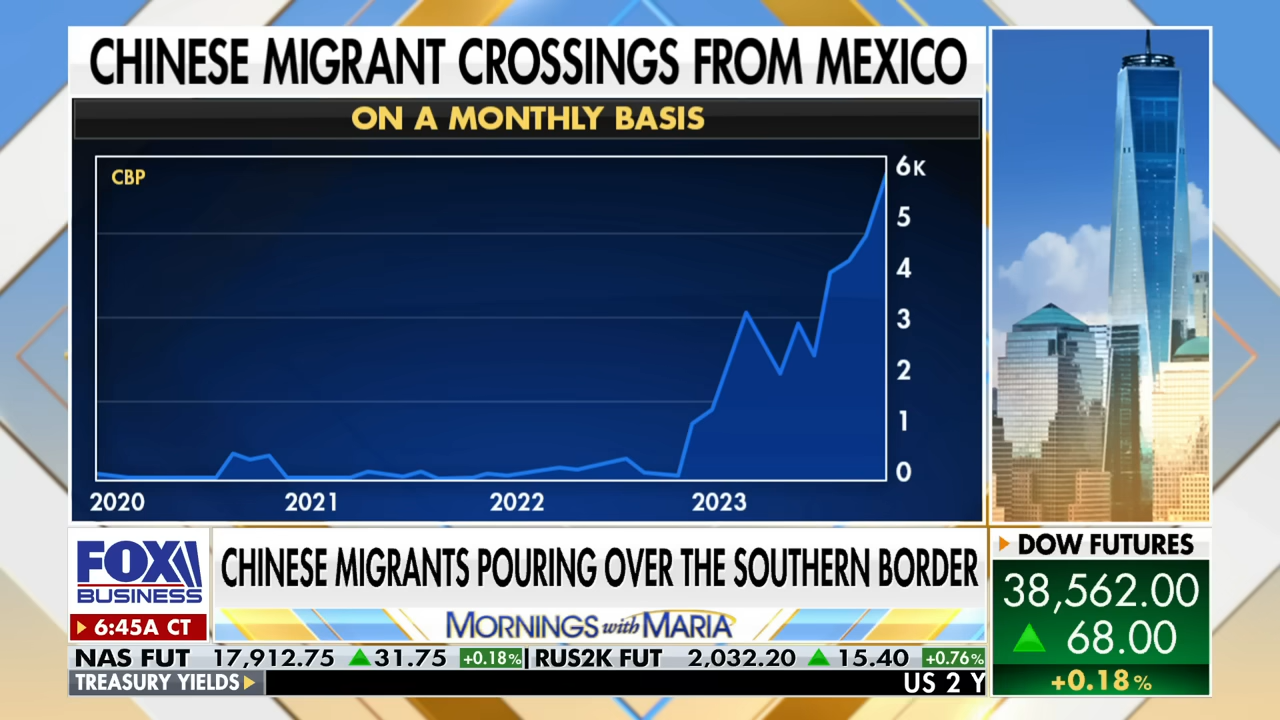 CHINESE MIGRANT CROSSINGS FROM MEXICO
ON A MONTHLY BASIS
CBP
6K
5
4
3
2
1
0
2020 2021 2022 2023
FOX
BUSINESS
6:45A CT
CHINESE MIGRANTS POURING OVER THE SOUTHERN BORDER
MORNINGS with MARIA
DOW FUTURES
38,562.00
68.00
+0.18%
NAS FUT 17,912.75 31.75 +0.18% RUS2K FUT 2,032.20 15.40 +0.76%
TREASURY YIELDS US 2 Y